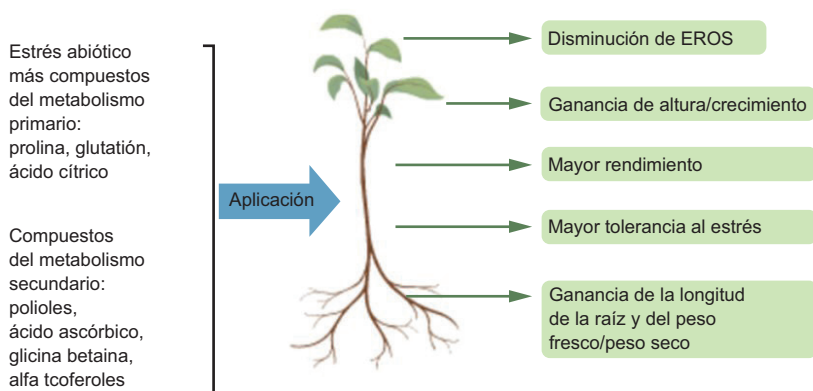 Estrés abiótico
más compuestos
del metabolismo
primario:
prolina, glutatión,
ácido cítrico
Compuestos
del metabolismo
secundario:
polioles,
ácido ascórbico,
glicina betaina,
alfa tcoferoles
Aplicación
Disminución de EROS
Ganancia de altura/crecimiento
Mayor rendimiento
Mayor tolerancia al estrés
Ganancia de la longitud
de la raíz y del peso
fresco/peso seco